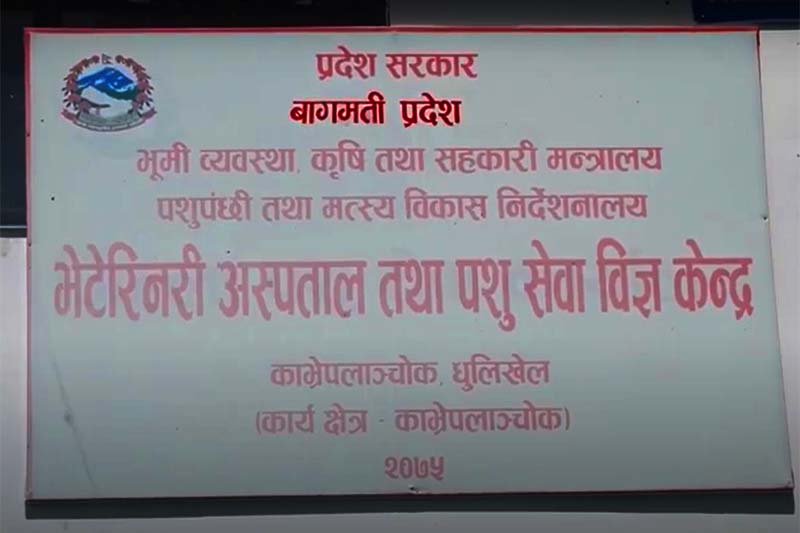 प्रदेश सरकार
बागमती प्रदेश
भूमी व्यवस्था, कृषि तथा सहकारी मन्त्रालय
पशुपंछी तथा मत्स्य विकास निर्देशनालय
भेटेरिनरी अस्पताल तथा पशु सेवा विज्ञ केन्द्र
काभ्रेपलाञ्चोक, धुलिखेल
(कार्य क्षेत्र - काभ्रेपलाञ्चोक)
२०७५